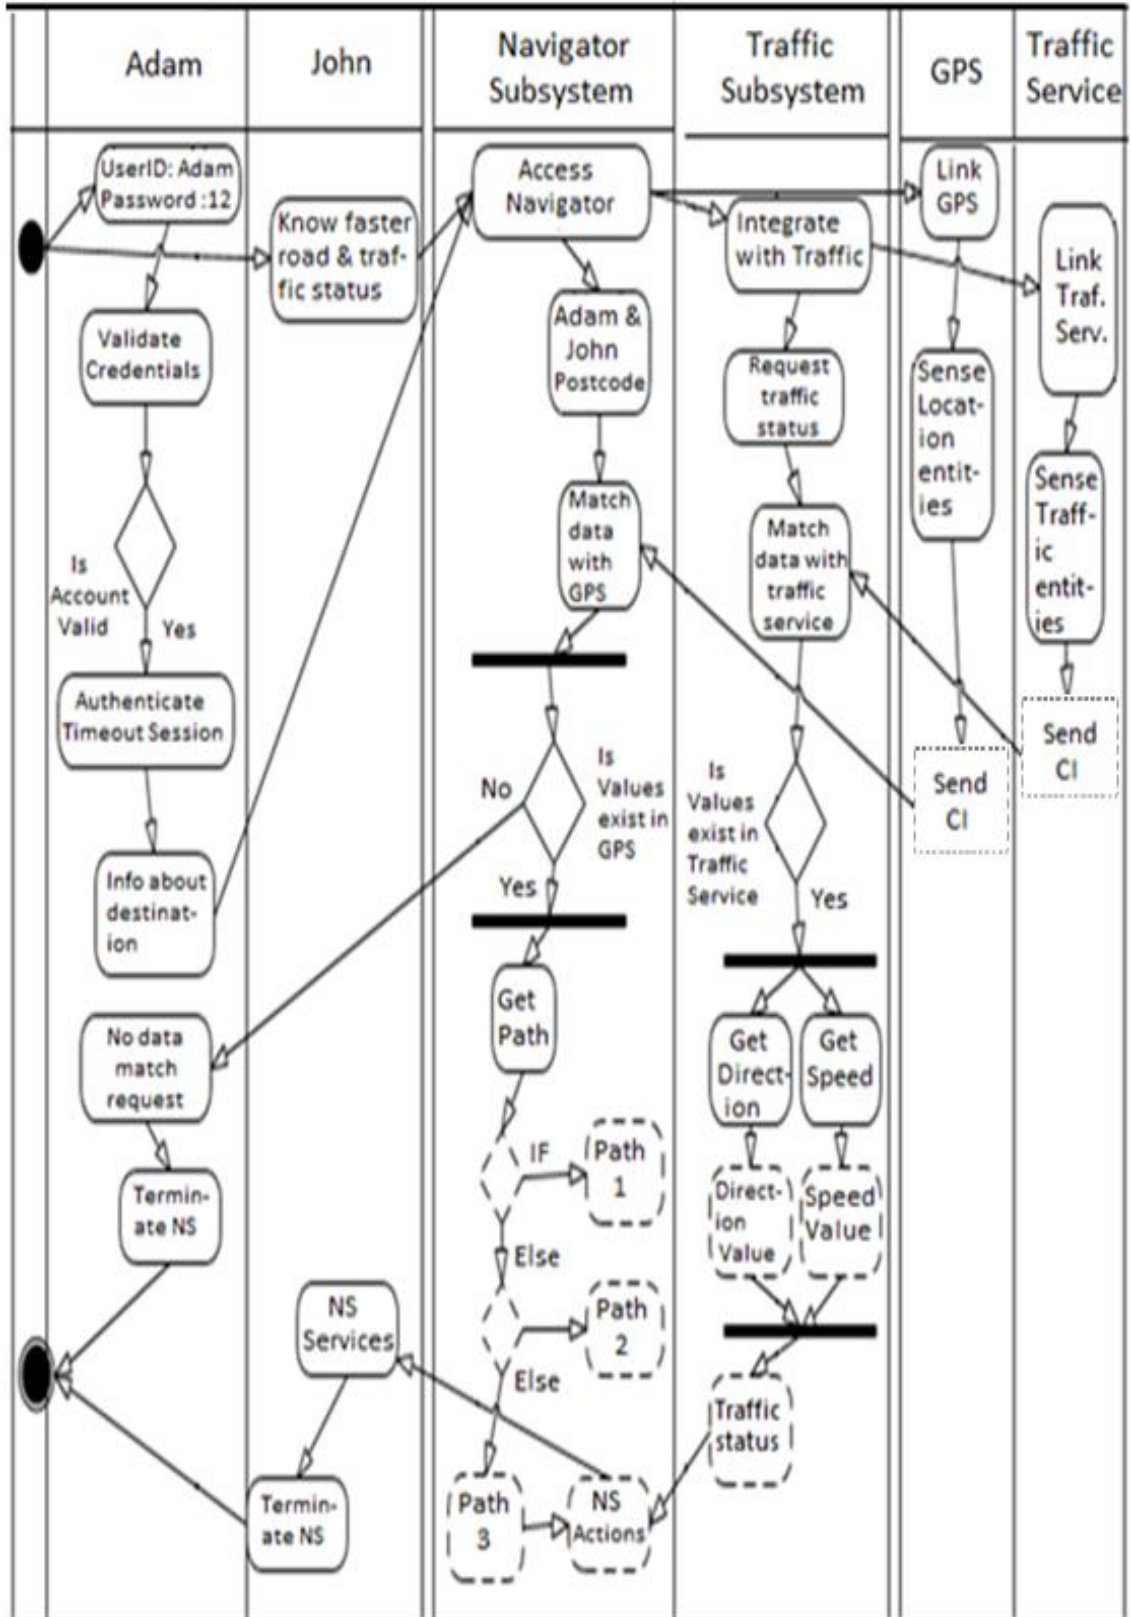 Adam
John
Navigator
Subsystem
Traffic
Subsystem
GPS
Traffic
Service
UserID: Adam
Password :12
Validate
Credentials
Is
Account
Valid
Yes
Authenticate
Timeout Session
Info about
destinat-
ion
No data
match
request
Termin-
ate NS
Know faster
road & traf-
fic status
NS
Services
Termin-
ate NS
Access
Navigator
Adam &
John
Postcode
Match
data
with
GPS
No
Is
Values
exist in
GPS
Yes
Get
Path
IF
Path
1
Else
Path
2
Else
Path
3
NS
Actions
Integrate
with Traffic
Request
traffic
status
Match
data with
traffic
service
Is
Values
exist in
Traffic
Service
Yes
Get
Direct-
ion
Get
Speed
Direct-
ion
Value
Speed
Value
Traffic
status
Link
GPS
Sense
Locat-
ion
entit-
ies
Send
CI
Link
Traf.
Serv.
Sense
Traff-
ic
entit-
ies
Send
CI